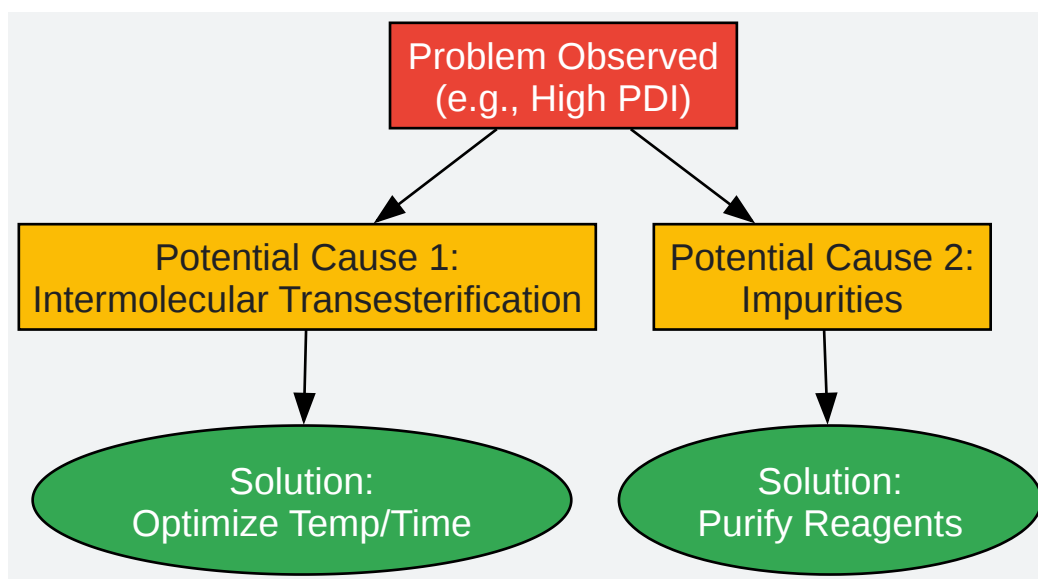 Problem Observed
(e.g., High PDI)
Potential Cause 1:
Intermolecular Transesterification
Potential Cause 2:
Impurities
Solution:
Optimize Temp/Time
Solution:
Purify Reagents